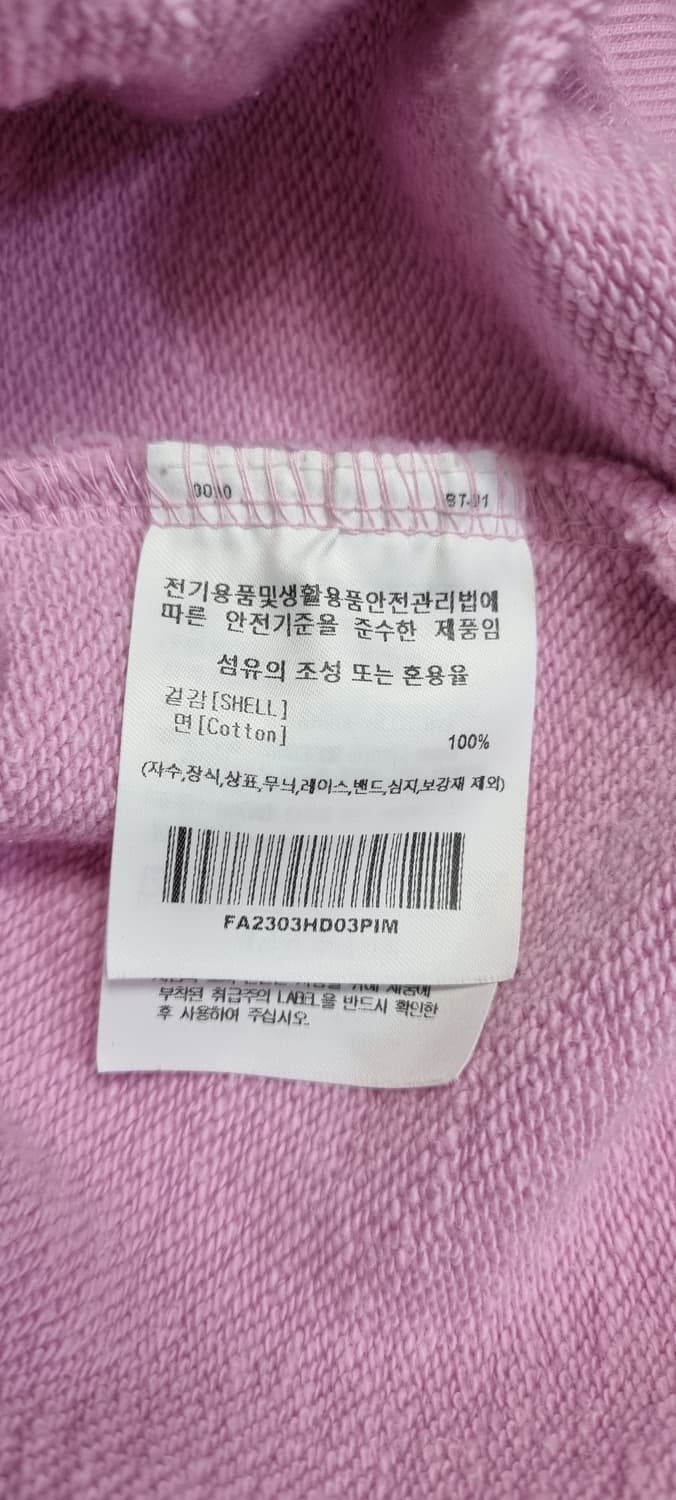 전기용품및생활용품안전관리법에
따른 안전기준을 준수한 제품임
섬유의 조성 또는 혼용율
겉감[SHELL]
면[Cotton] 100%
(자수,장식,상표,무늬,레이스,밴드,심지,보강재 제외)
FA2303HD03PIM
부착된 취급주의 LABEL을 반드시 확인한
후 사용하여 주십시오.